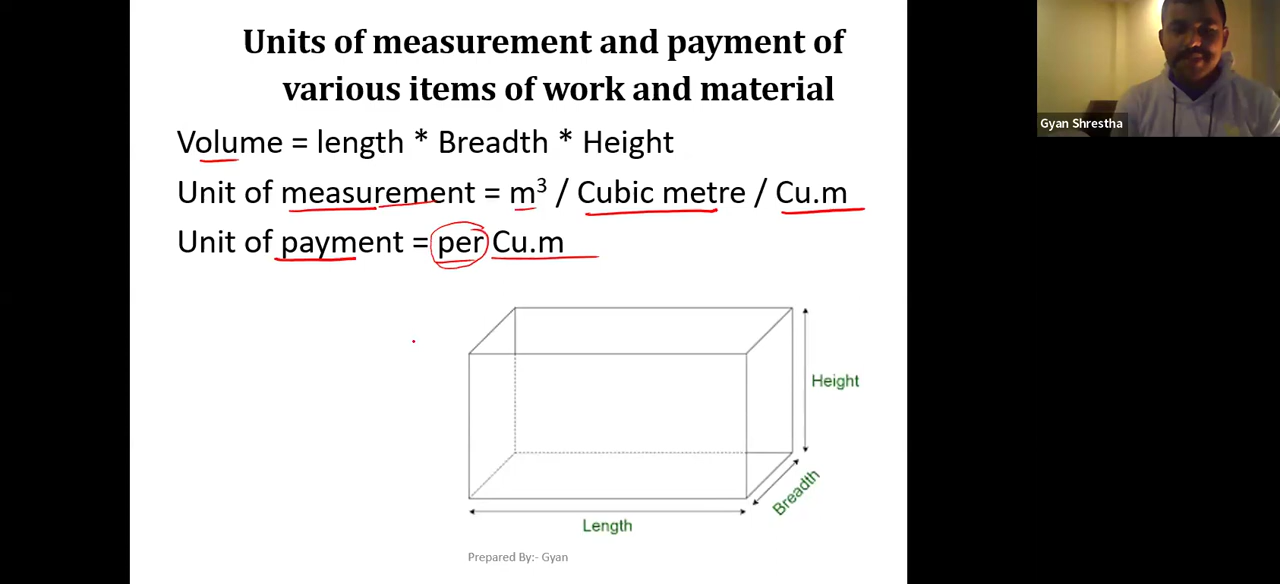 Units of measurement and payment of
various items of work and material
Volume = length * Breadth * Height
Unit of measurement = m³ / Cubic metre / Cu.m
Unit of payment = per Cu.m
Height
Breadth
Length
Prepared By:- Gyan
Gyan Shrestha